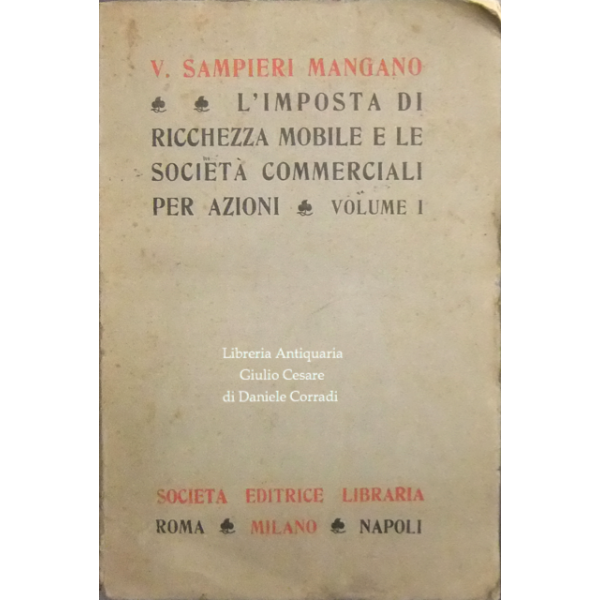 V. SAMPIERI MANGANO
L'IMPOSTA DI
RICCHEZZA MOBILE E LE
SOCIETÀ COMMERCIALI
PER AZIONI VOLUME I
Libreria Antiquaria
Giulio Cesare
di Daniele Corradi
SOCIETA EDITRICE LIBRARIA
ROMA MILANO NAPOLI